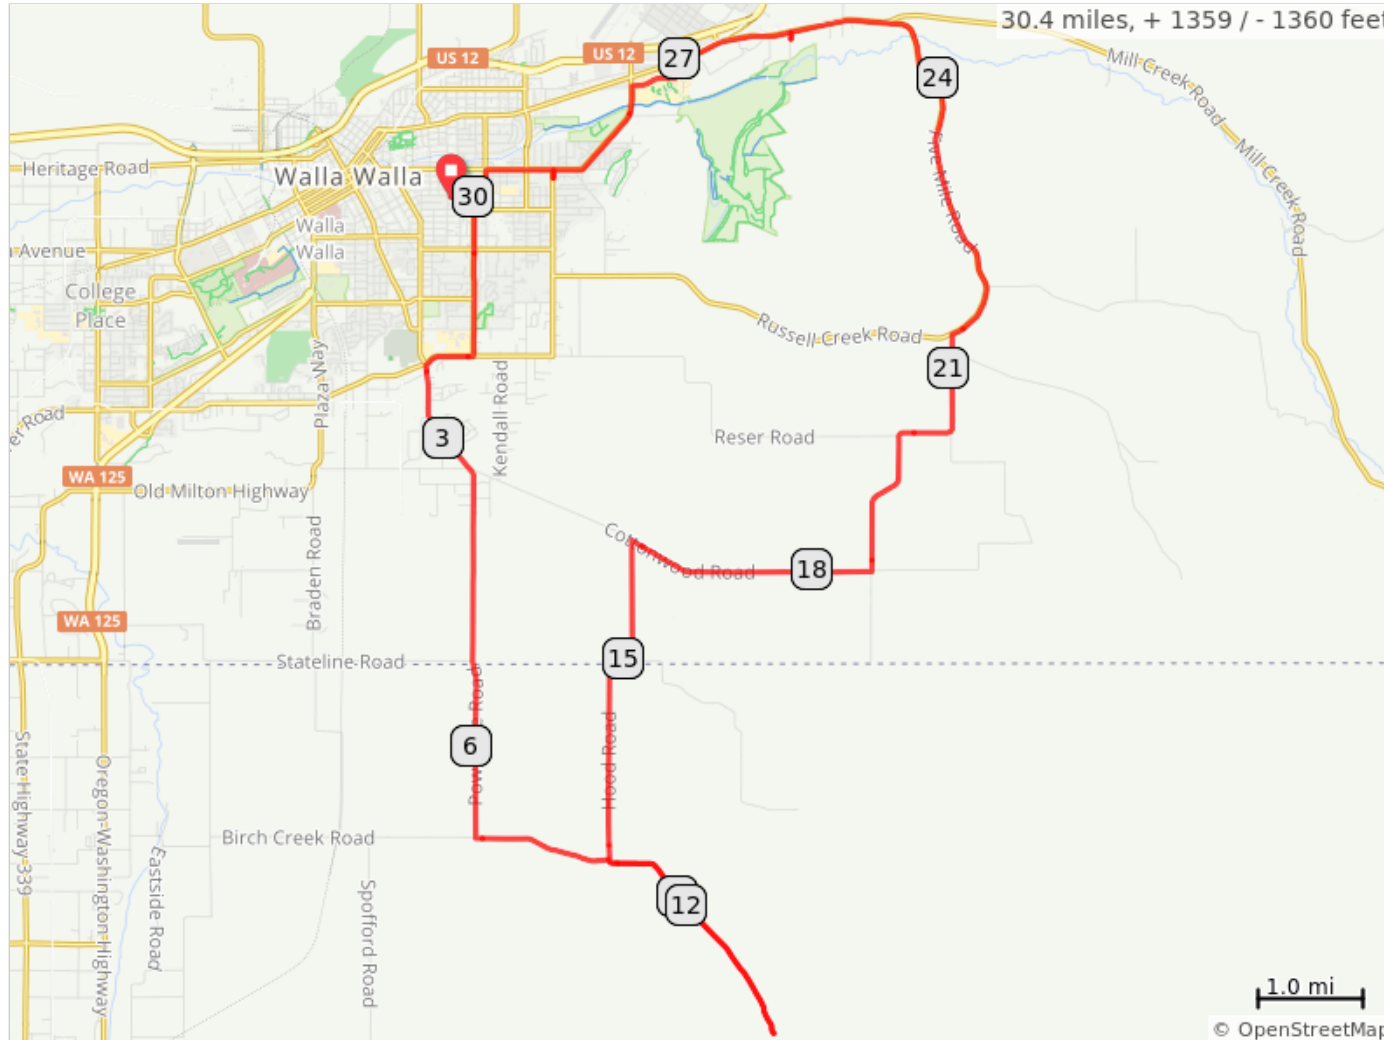 30.4 miles, + 1359 / - 1360 feet
US 12
US 12
27
24
Mill Creek Road
Mill Creek Road
Heritage Road
Walla Walla
30
Five Mile Road
Walla
Walla
Avenue
College
Place
Russell Creek Road
Plaza Way
Kendall Road
21
3
Reser Road
er Road
WA 125
Old Milton Highway
Braden Road
Cottonwood Road
18
WA 125
Stateline Road
15
6
Hood Road
State Highway 339
Oregon-Washington Highway
Eastside Road
Birch Creek Road
Spofford Road
12
1.0 mi
© OpenStreetMap